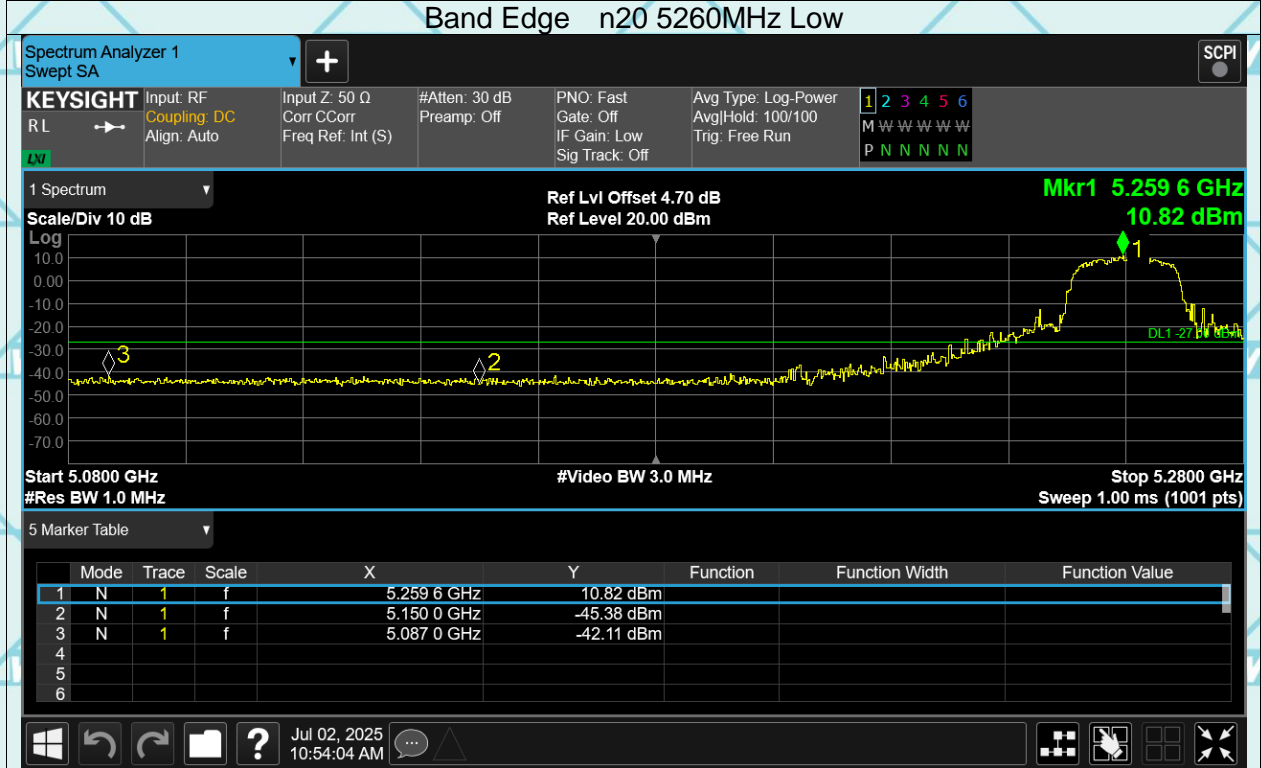 Band Edge n20 5260MHz Low
Spectrum Analyzer 1
Swept SA
+
SCPI
KEYSIGHT
R L
LXI
Input: RF
Coupling: DC
Align: Auto
Input Z: 50 Ω
Corr CCorr
Freq Ref: Int (S)
#Atten: 30 dB
Preamp: Off
PNO: Fast
Gate: Off
IF Gain: Low
Sig Track: Off
Avg Type: Log-Power
Avg|Hold: 100/100
Trig: Free Run
1 2 3 4 5 6
M W W W W W
P N N N N N
1 Spectrum
Ref Lvl Offset 4.70 dB
Mkr1 5.259 6 GHz
Scale/Div 10 dB
Ref Level 20.00 dBm
10.82 dBm
Log
10.0
0.00
-10.0
-20.0
-30.0
-40.0
-50.0
-60.0
-70.0
1
2
3
Start 5.0800 GHz
#Video BW 3.0 MHz
Stop 5.2800 GHz
#Res BW 1.0 MHz
Sweep 1.00 ms (1001 pts)
5 Marker Table
Mode Trace Scale X Y Function Function Width Function Value
1 N 1 f 5.259 6 GHz 10.82 dBm
2 N 1 f 5.150 0 GHz -45.38 dBm
3 N 1 f 5.087 0 GHz -42.11 dBm
4
5
6
?
Jul 02, 2025
10:54:04 AM